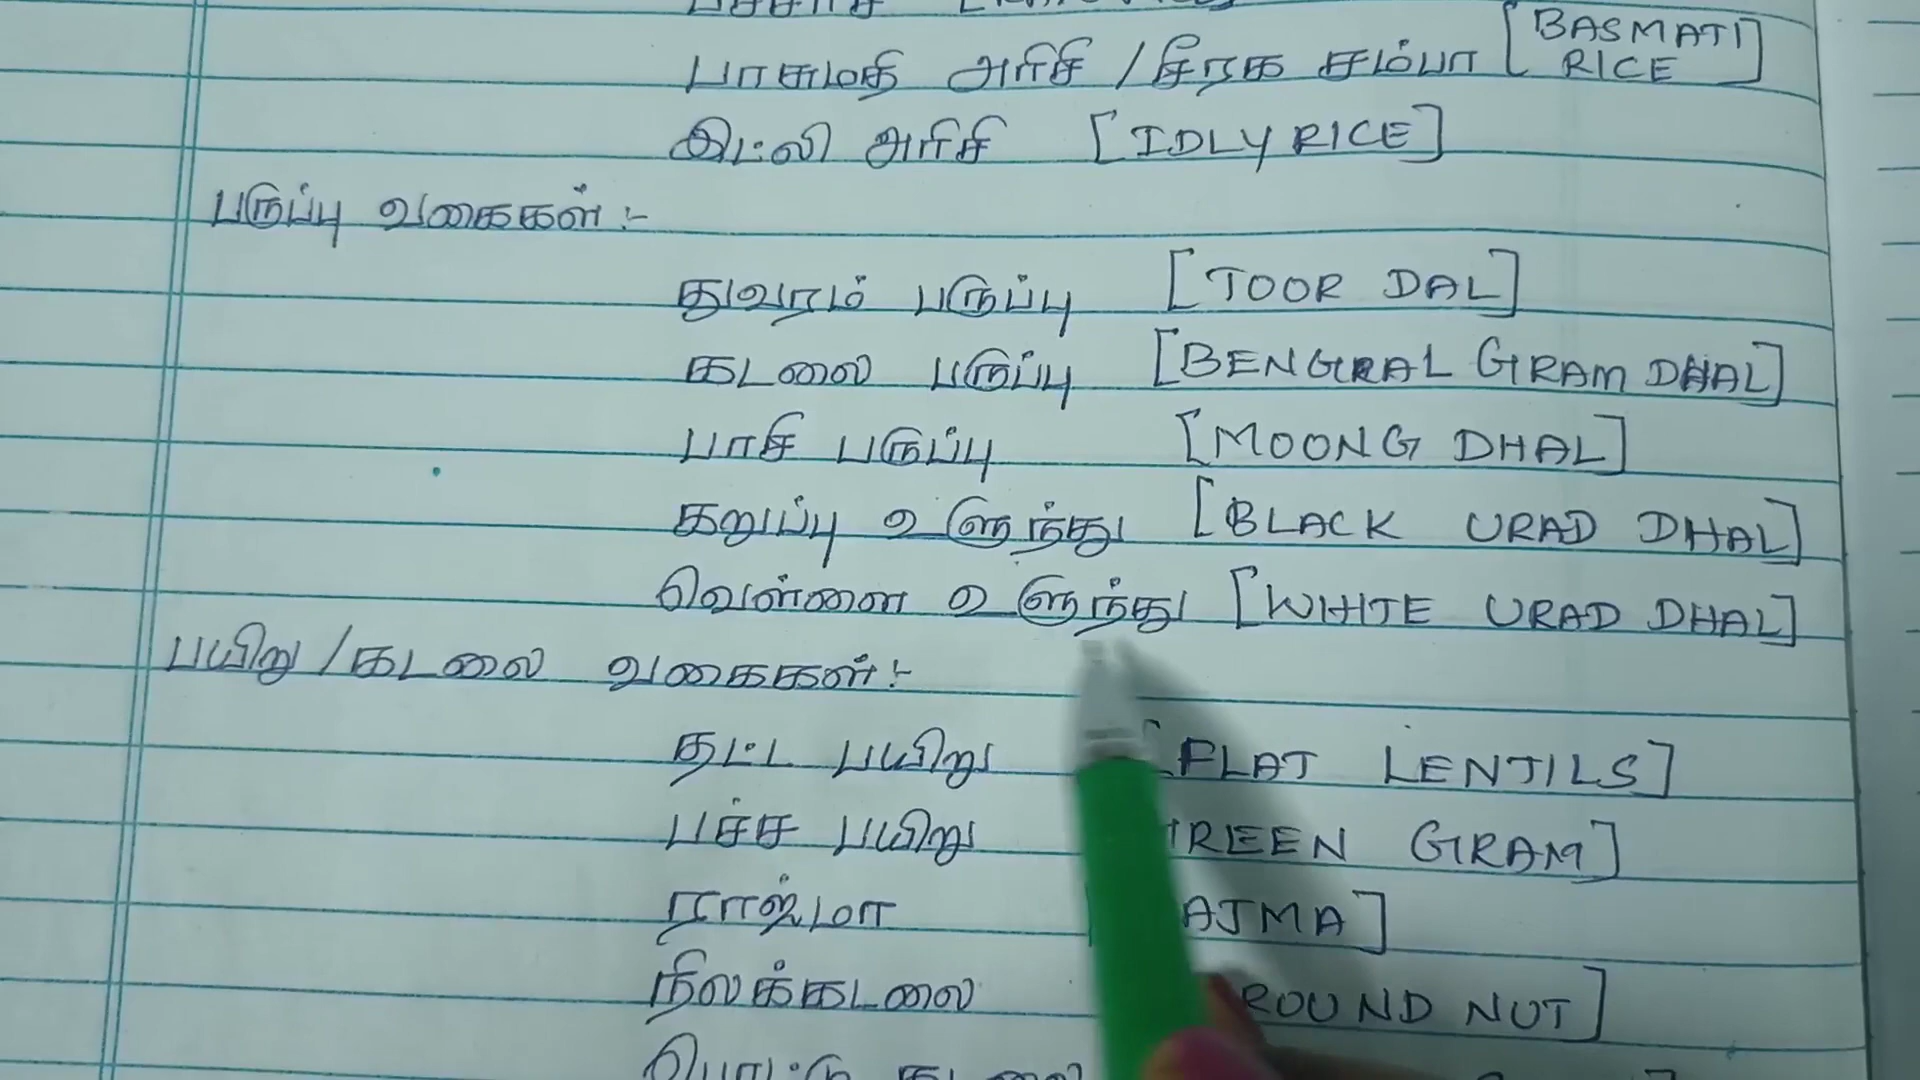 பாசுமதி அரிசி / சீரக சம்பா [BASMATI RICE]
இட்லி அரிசி [IDLY RICE]
பருப்பு வகைகள் :-
துவரம் பருப்பு [TOOR DAL]
கடலை பருப்பு [BENGRAL GRAM DHAL]
பாசி பருப்பு [MOONG DHAL]
கறுப்பு உளுந்து [BLACK URAD DHAL]
வெள்ளை உளுந்து [WHITE URAD DHAL]
பயிறு / கடலை வகைகள் :-
தட்ட பயிறு [FLAT LENTILS]
பச்ச பயிறு REEN GRAM]
ராஜ்மா AJMA]
நிலக்கடலை ROUND NUT]